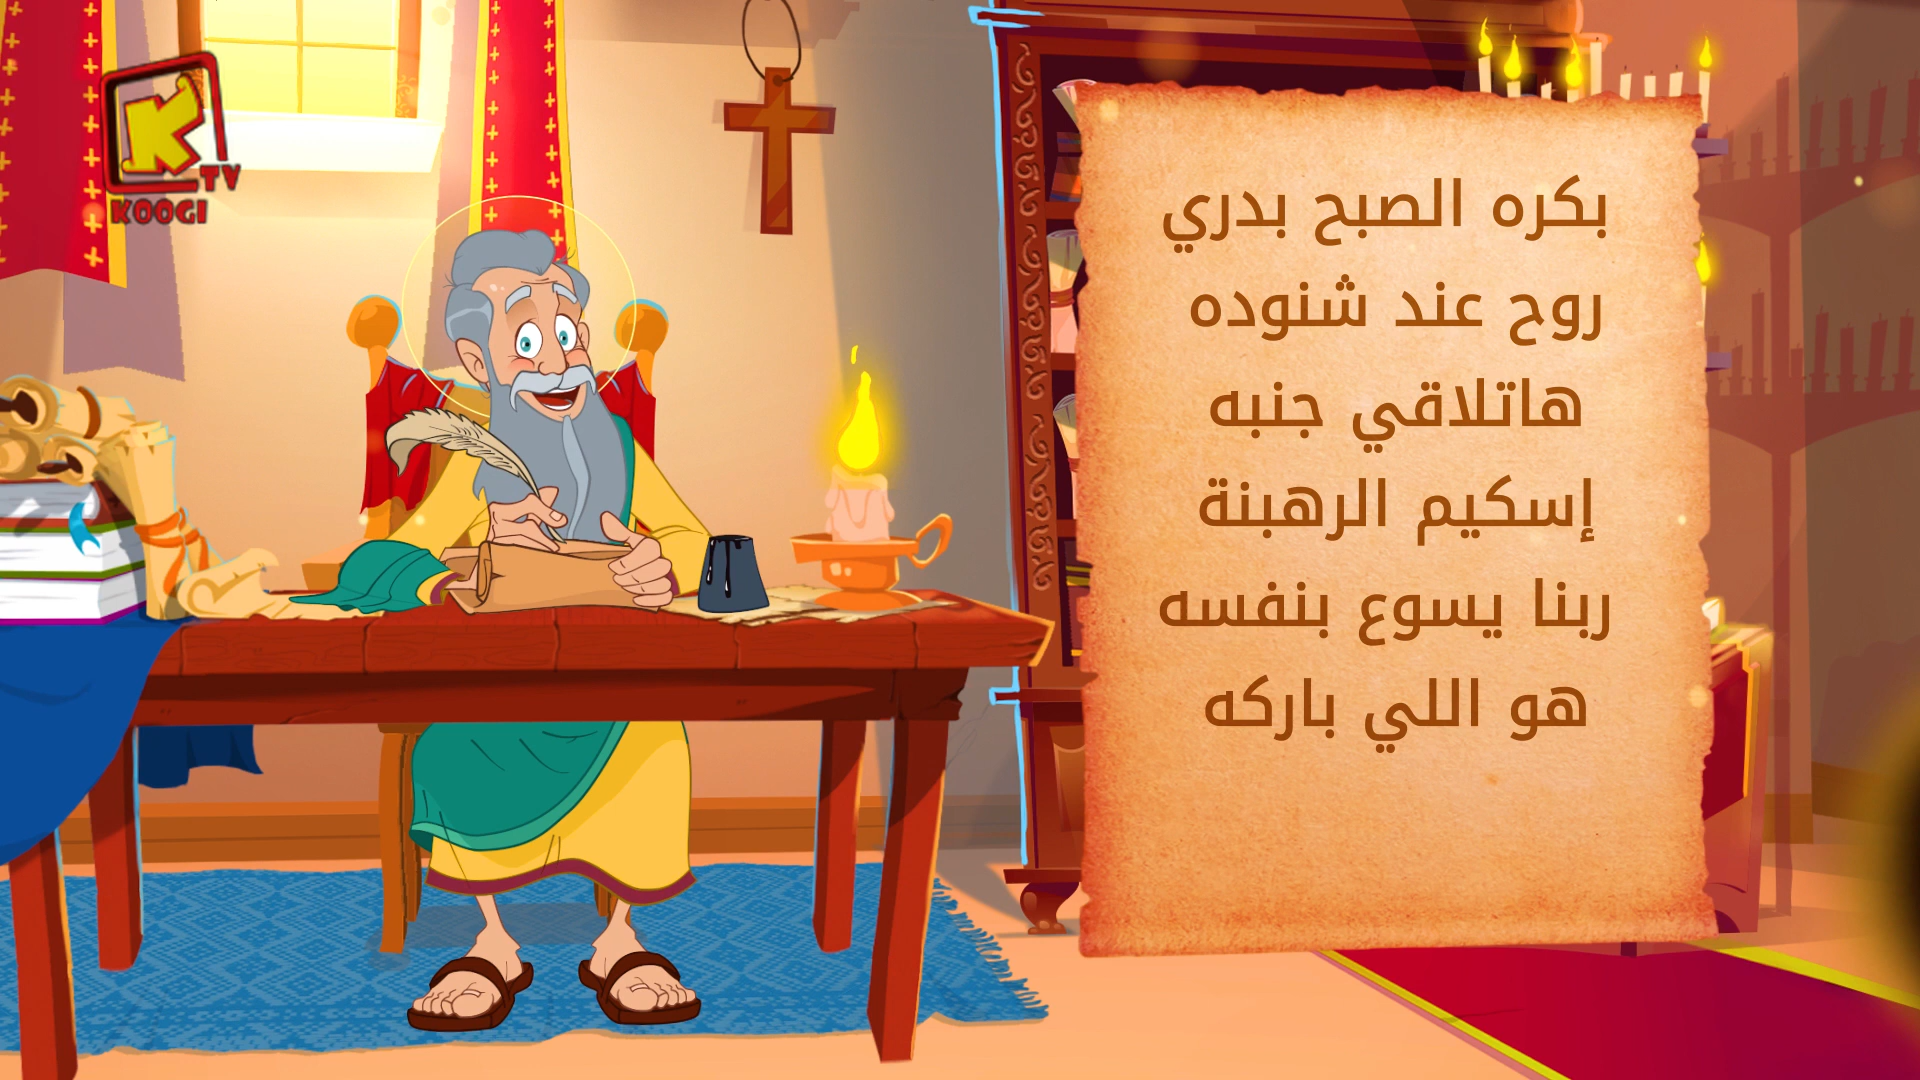 K
TV
KOOGI
بكره الصبح بدري
روح عند شنوده
هاتلاقي جنبه
إسكيم الرهبنة
ربنا يسوع بنفسه
هو اللي باركه